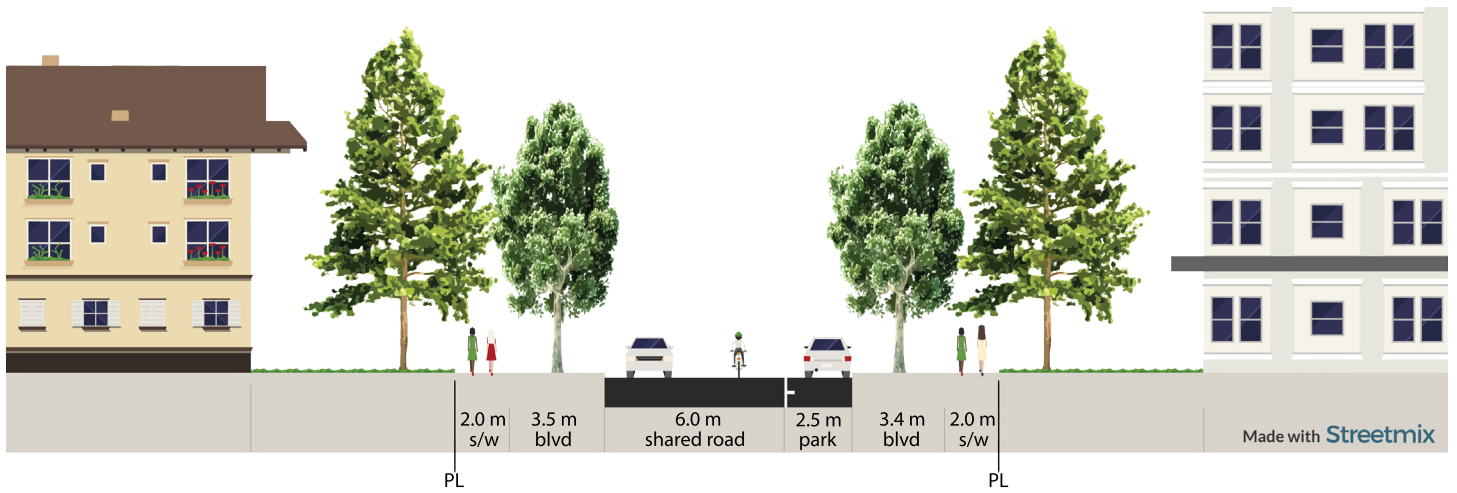 2.0 m
s/w
3.5 m
blvd
6.0 m
shared road
2.5 m
park
3.4 m
blvd
2.0 m
s/w
Made with Streetmix
PL
PL